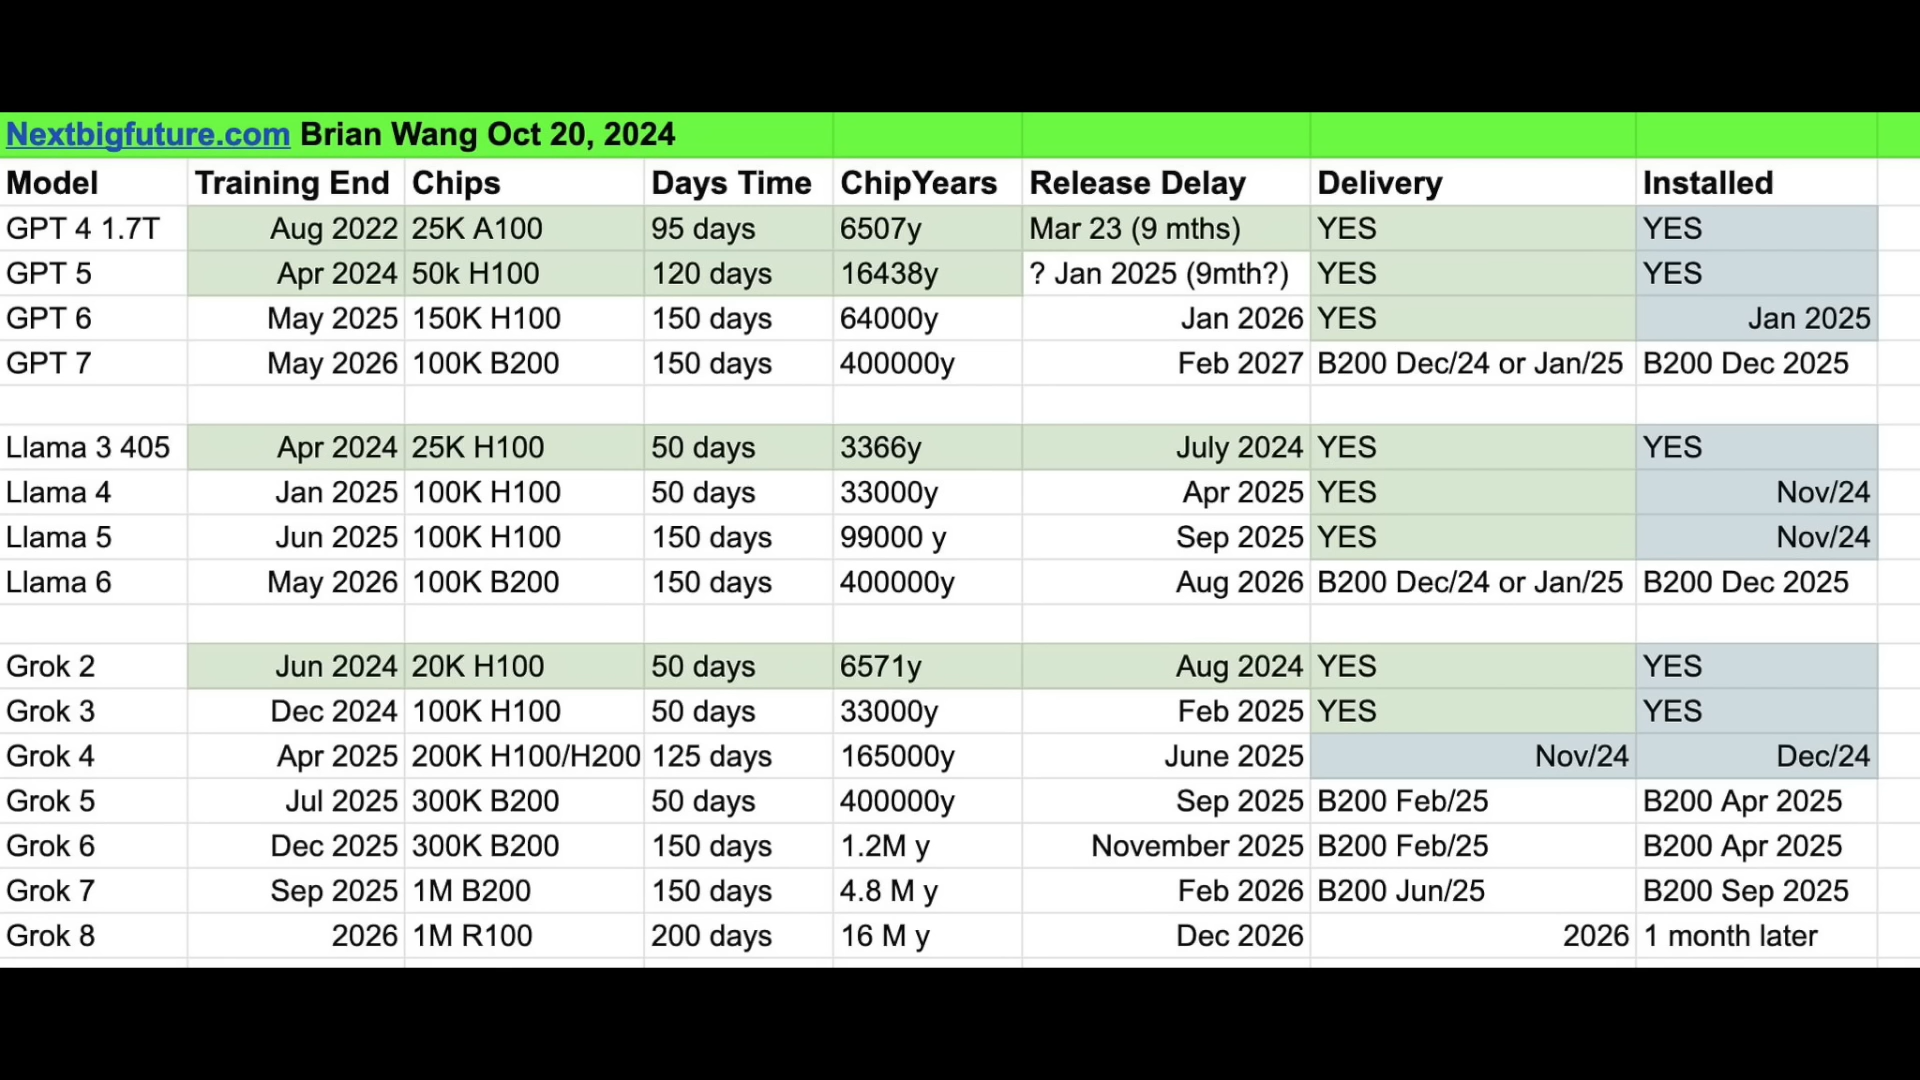 Nextbigfuture.com Brian Wang Oct 20, 2024
Model Training End Chips Days Time ChipYears Release Delay Delivery Installed
GPT 4 1.7T Aug 2022 25K A100 95 days 6507y Mar 23 (9 mths) YES YES
GPT 5 Apr 2024 50k H100 120 days 16438y ? Jan 2025 (9mth?) YES YES
GPT 6 May 2025 150K H100 150 days 64000y Jan 2026 YES Jan 2025
GPT 7 May 2026 100K B200 150 days 400000y Feb 2027 B200 Dec/24 or Jan/25 B200 Dec 2025
Llama 3 405 Apr 2024 25K H100 50 days 3366y July 2024 YES YES
Llama 4 Jan 2025 100K H100 50 days 33000y Apr 2025 YES Nov/24
Llama 5 Jun 2025 100K H100 150 days 99000 y Sep 2025 YES Nov/24
Llama 6 May 2026 100K B200 150 days 400000y Aug 2026 B200 Dec/24 or Jan/25 B200 Dec 2025
Grok 2 Jun 2024 20K H100 50 days 6571y Aug 2024 YES YES
Grok 3 Dec 2024 100K H100 50 days 33000y Feb 2025 YES YES
Grok 4 Apr 2025 200K H100/H200 125 days 165000y June 2025 Nov/24 Dec/24
Grok 5 Jul 2025 300K B200 50 days 400000y Sep 2025 B200 Feb/25 B200 Apr 2025
Grok 6 Dec 2025 300K B200 150 days 1.2M y November 2025 B200 Feb/25 B200 Apr 2025
Grok 7 Sep 2025 1M B200 150 days 4.8 M y Feb 2026 B200 Jun/25 B200 Sep 2025
Grok 8 2026 1M R100 200 days 16 M y Dec 2026 2026 1 month later